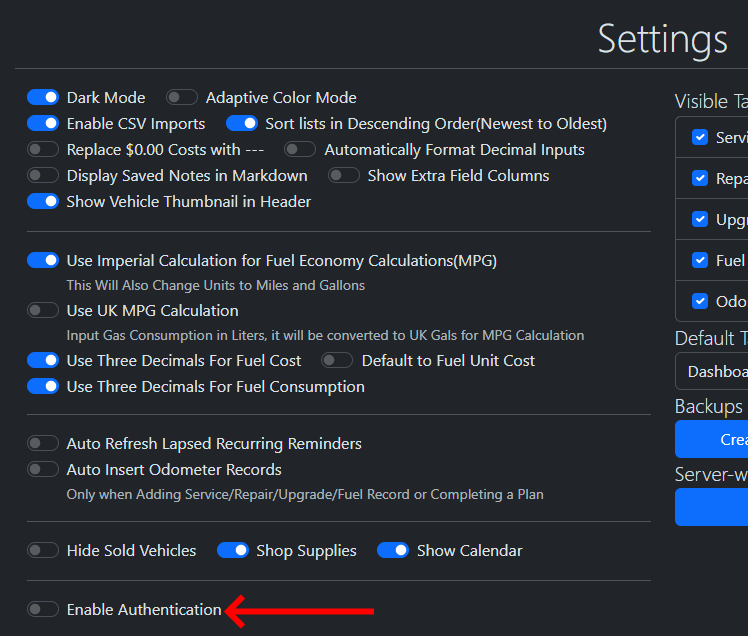 Settings
Dark Mode Adaptive Color Mode
Enable CSV Imports Sort lists in Descending Order(Newest to Oldest)
Replace $0.00 Costs with --- Automatically Format Decimal Inputs
Display Saved Notes in Markdown Show Extra Field Columns
Show Vehicle Thumbnail in Header
Use Imperial Calculation for Fuel Economy Calculations(MPG)
This Will Also Change Units to Miles and Gallons
Use UK MPG Calculation
Input Gas Consumption in Liters, it will be converted to UK Gals for MPG Calculation
Use Three Decimals For Fuel Cost Default to Fuel Unit Cost
Use Three Decimals For Fuel Consumption
Auto Refresh Lapsed Recurring Reminders
Auto Insert Odometer Records
Only when Adding Service/Repair/Upgrade/Fuel Record or Completing a Plan
Hide Sold Vehicles Shop Supplies Show Calendar
Enable Authentication
Visible Ta
Servi
Repa
Upgr
Fuel
Odo
Default T
Dashboa
Backups
Crea
Server-w